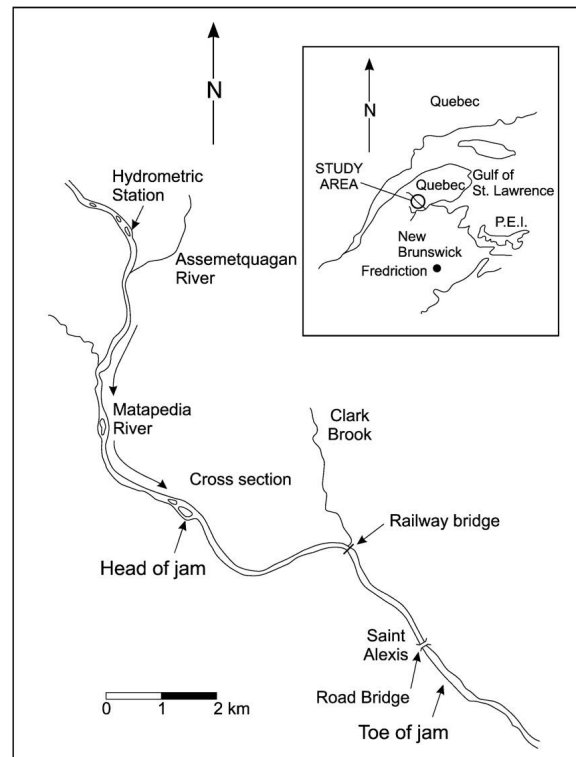 N
Hydrometric
Station
Assemetquagan
River
Matapedia
River
Cross section
Head of jam
Clark
Brook
Railway bridge
Saint
Alexis
Road Bridge
Toe of jam
0 1 2 km
N
Quebec
STUDY
AREA
Quebec
Gulf of
St. Lawrence
P.E.I.
New
Brunswick
Fredriction